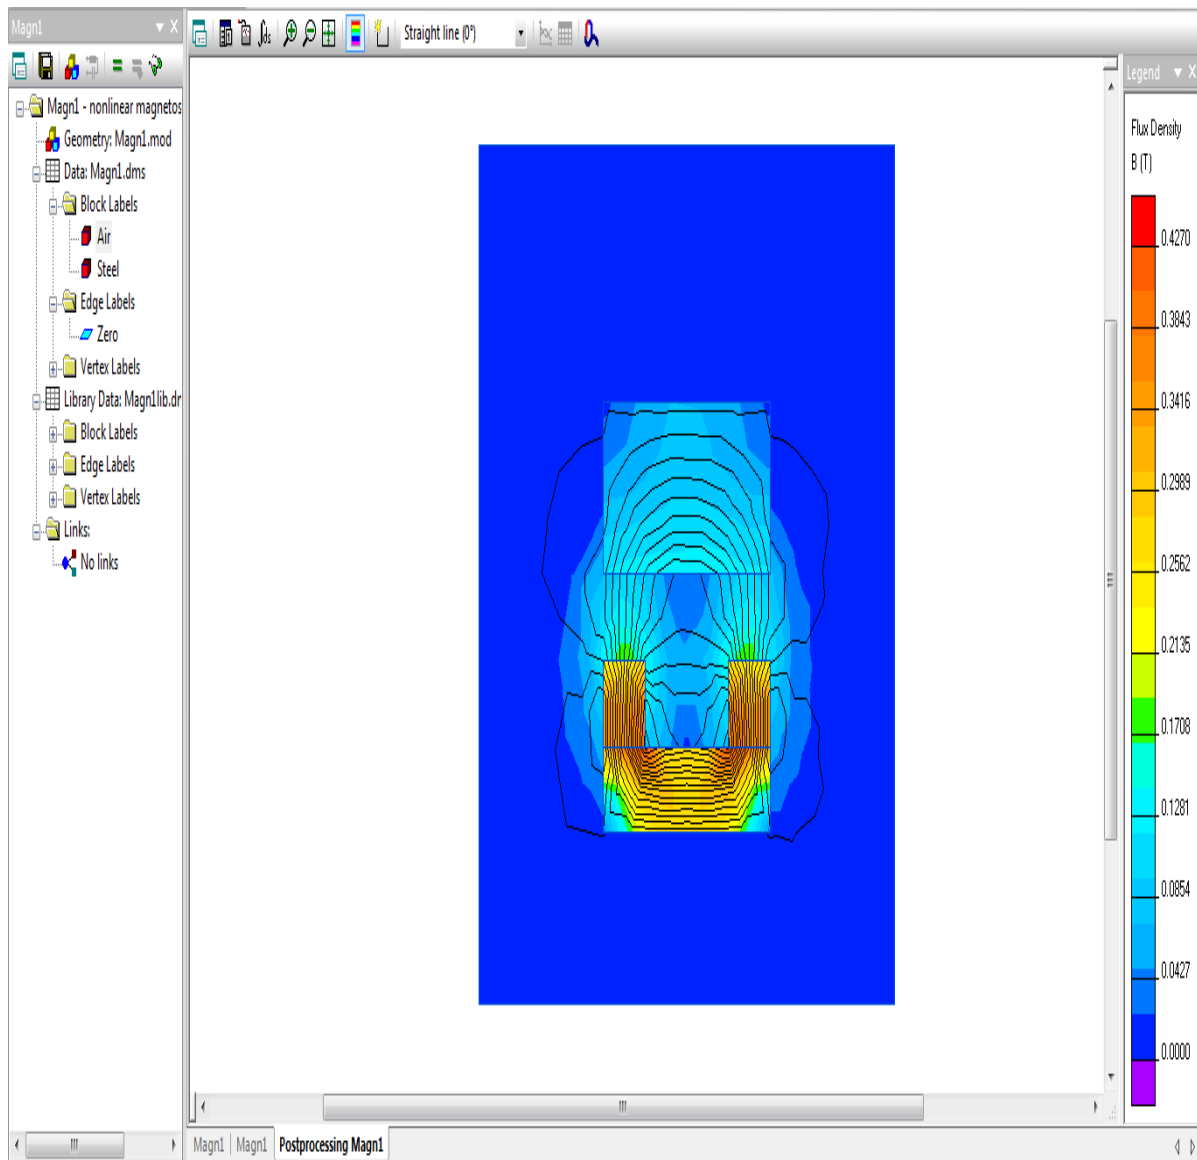 Magn1
Magn1 - nonlinear magnetos
Geometry: Magn1.mod
Data: Magn1.dms
Block Labels
Air
Steel
Edge Labels
Zero
Vertex Labels
Library Data: Magn1lib.dr
Block Labels
Edge Labels
Vertex Labels
Links:
No links
Straight line (0°)
Legend
Flux Density
B (T)
0.4270
0.3843
0.3416
0.2989
0.2562
0.2135
0.1708
0.1281
0.0854
0.0427
0.0000
Magn1 Magn1 Postprocessing Magn1